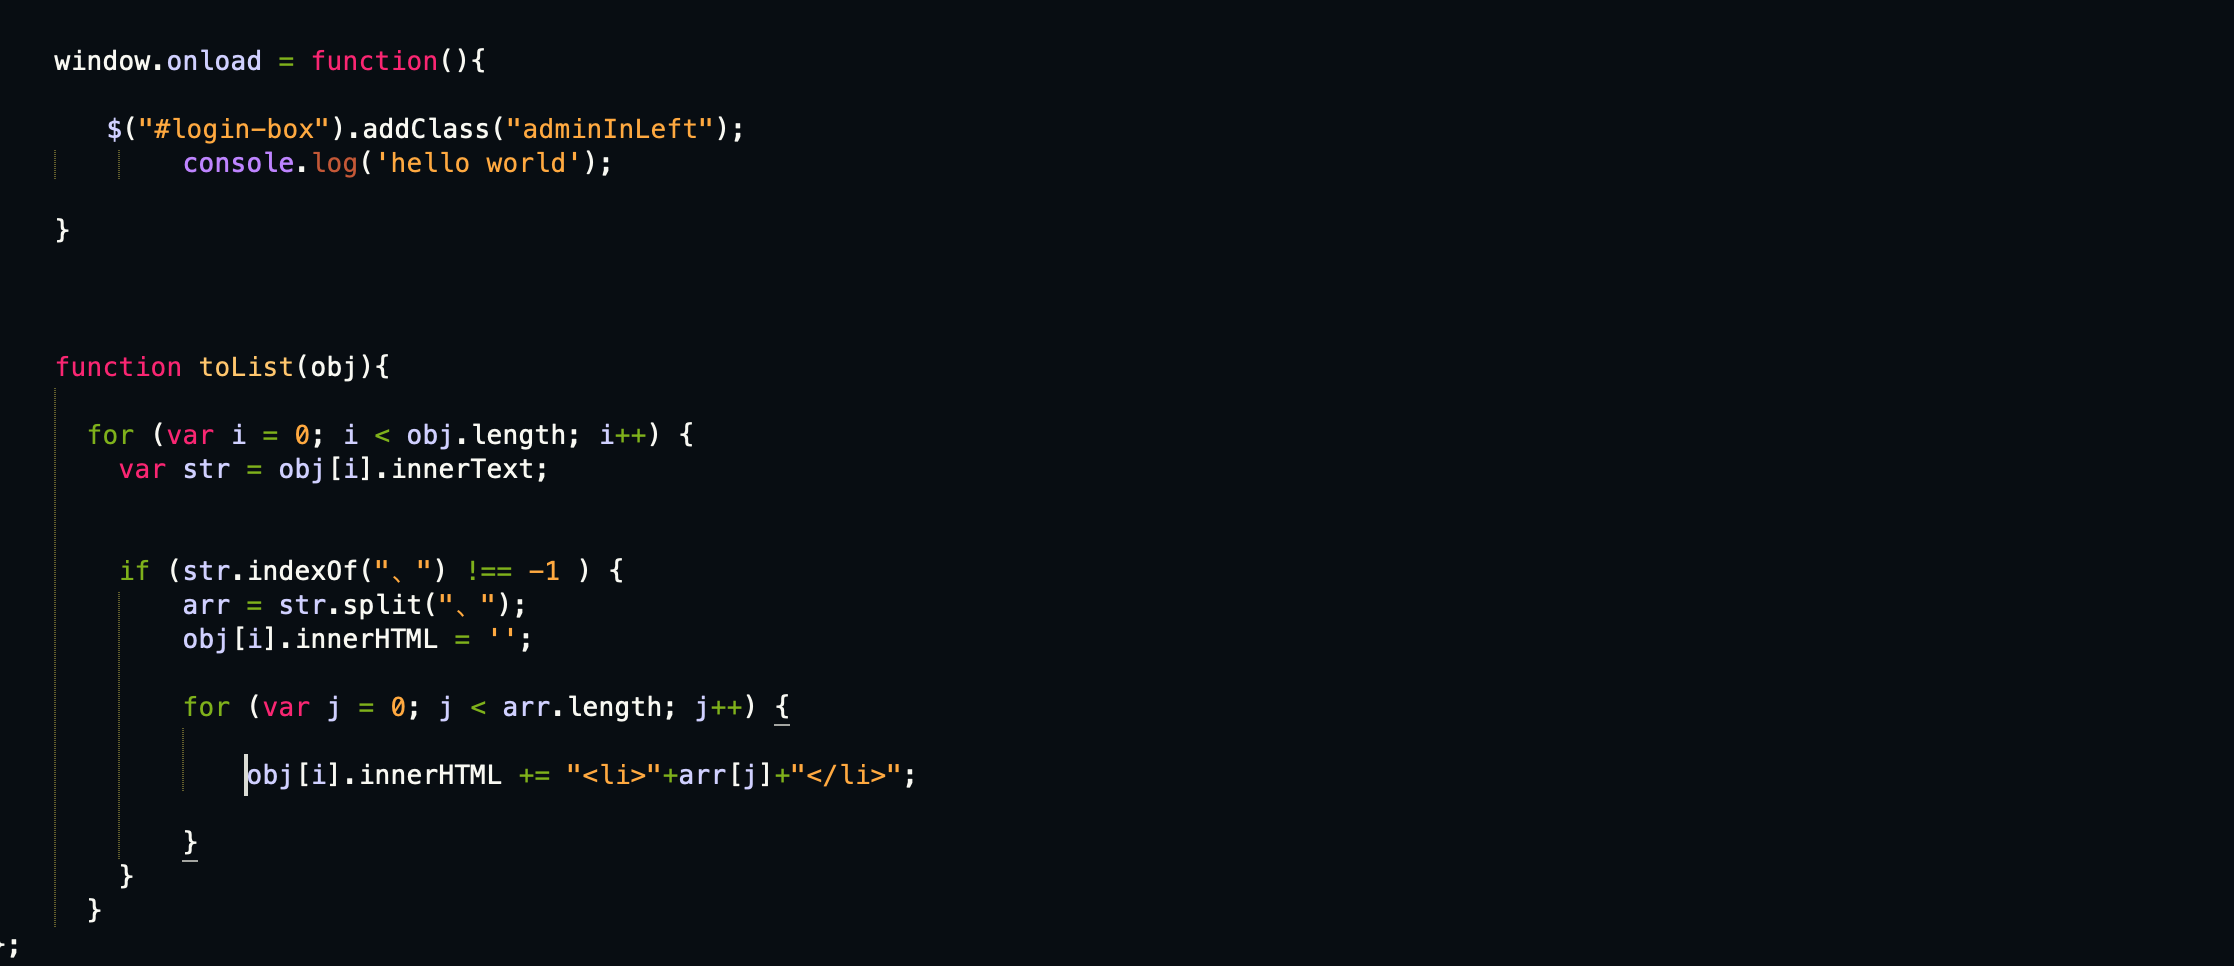 window.onload = function(){
$("#login-box").addClass("adminInLeft");
console.log('hello world');
}
function toList(obj){
for (var i = 0; i < obj.length; i++) {
var str = obj[i].innerText;
if (str.indexOf("、") !== -1 ) {
arr = str.split("、");
obj[i].innerHTML = '';
for (var j = 0; j < arr.length; j++) {
obj[i].innerHTML += "<li>"+arr[j]+"</li>";
}
}
}
};